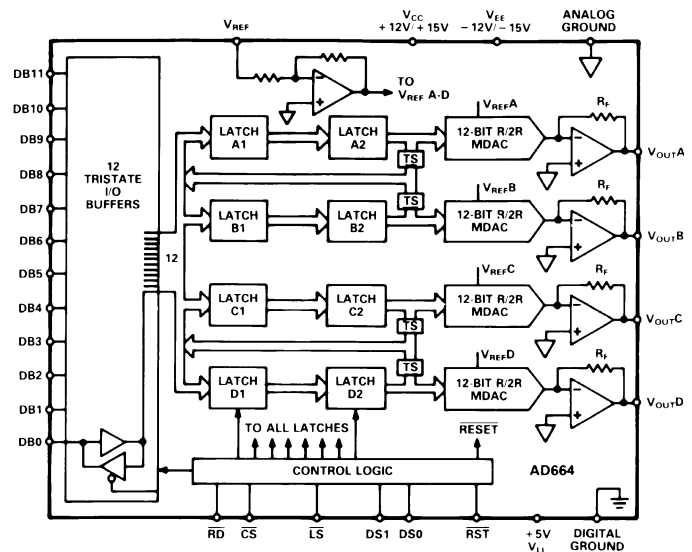 VREF
VCC
+12V/+15V
VEE
−12V/−15V
ANALOG
GROUND
DB11
DB10
DB9
DB8
DB7
DB6
DB5
DB4
DB3
DB2
DB1
DB0
12
TRISTATE
I/O
BUFFERS
12
TO
VREF A-D
LATCH
A1
LATCH
A2
TS
VREFA
12-BIT R/2R
MDAC
RF
VOUTA
TS
LATCH
B1
LATCH
B2
VREFB
12-BIT R/2R
MDAC
RF
VOUTB
LATCH
C1
LATCH
C2
TS
VREFC
12-BIT R/2R
MDAC
RF
VOUTC
TS
LATCH
D1
LATCH
D2
VREFD
12-BIT R/2R
MDAC
RF
VOUTD
TO ALL LATCHES
RESET
CONTROL LOGIC
AD664
RD
CS
LS
DS1
DS0
RST
+5V
VLL
DIGITAL
GROUND